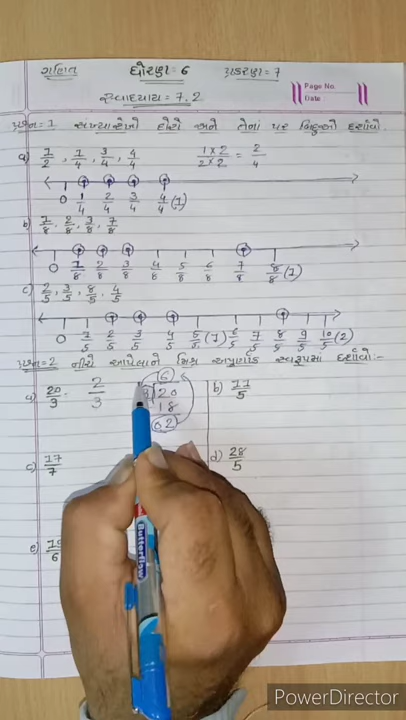 ગણિત ધોરણ = 6 પ્રકરણ = 7
Page No.
Date
સ્વાધ્યાય = 7.2
પ્રશ્ન = 1 સંખ્યારેખા દોરો અને તેના પર બિંદુઓ દર્શાવો.
a) 1/2, 1/4, 3/4, 4/4 1×2/2×2 = 2/4
0 1/4 2/4 3/4 4/4 (1)
b) 1/8, 2/8, 3/8, 7/8
0 1/8 2/8 3/8 4/8 5/8 6/8 7/8 8/8 (1)
c) 2/5, 3/5, 8/5, 4/5
0 1/5 2/5 3/5 4/5 5/5 (1) 6/5 7/5 8/5 9/5 10/5 (2)
પ્રશ્ન = 2 નીચે આપેલાને મિશ્ર અપૂર્ણાંક સ્વરૂપમાં દર્શાવો:-
a) 20/3 2/3 6 20 18 02 b) 11/5
c) 17/7 d) 28/5
e)
Butterflow
PowerDirector